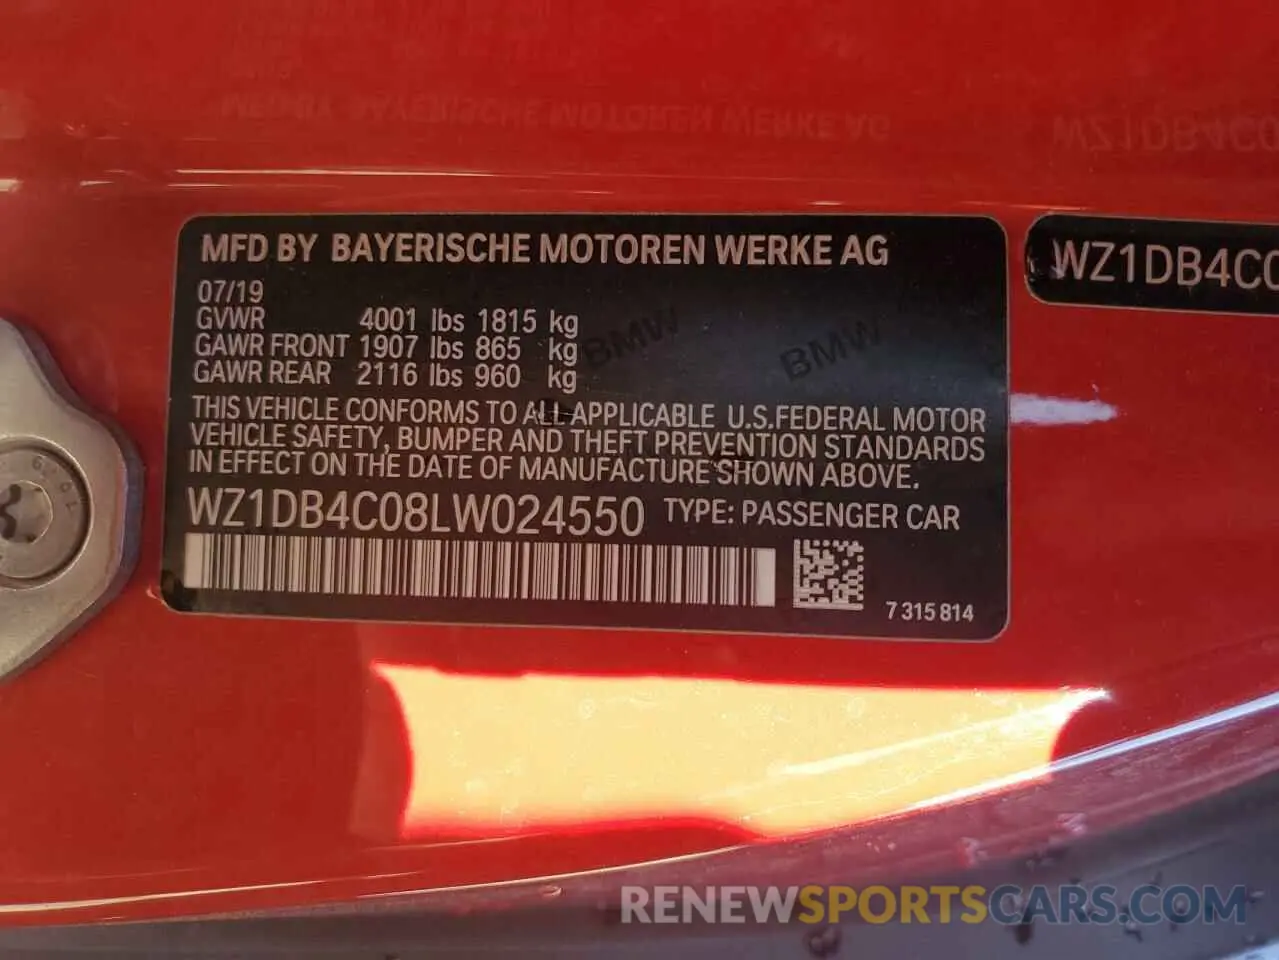 MFD BY BAYERISCHE MOTOREN WERKE AG
07/19
GVWR 4001 lbs 1815 kg
GAWR FRONT 1907 lbs 865 kg
GAWR REAR 2116 lbs 960 kg
BMW BMW
THIS VEHICLE CONFORMS TO ALL APPLICABLE U.S.FEDERAL MOTOR
VEHICLE SAFETY, BUMPER AND THEFT PREVENTION STANDARDS
IN EFFECT ON THE DATE OF MANUFACTURE SHOWN ABOVE.
WZ1DB4C08LW024550 TYPE: PASSENGER CAR
7 315 814
WZ1DB4C0
RENEWSPORTSCARS.COM